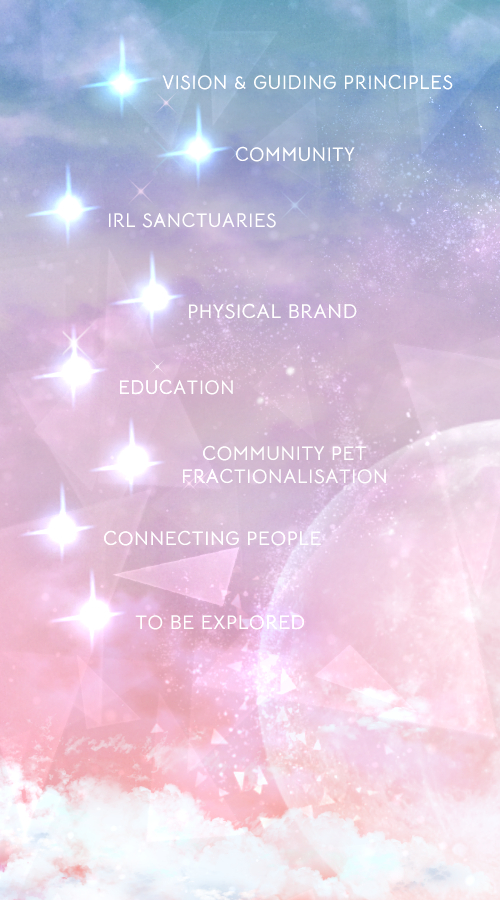 VISION & GUIDING PRINCIPLES
COMMUNITY
IRL SANCTUARIES
PHYSICAL BRAND
EDUCATION
COMMUNITY PET
FRACTIONALISATION
CONNECTING PEOPLE
TO BE EXPLORED